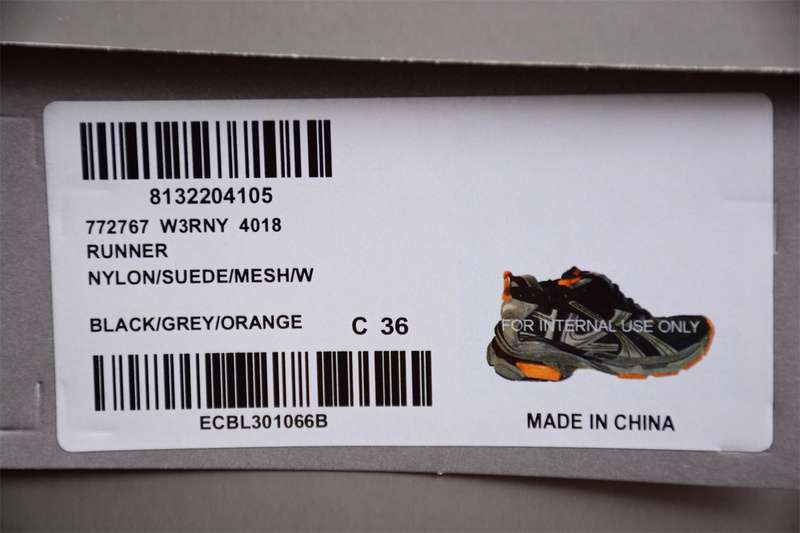 8132204105
772767 W3RNY 4018
RUNNER
NYLON/SUEDE/MESH/W
BLACK/GREY/ORANGE C 36
ECBL301066B
FOR INTERNAL USE ONLY
MADE IN CHINA